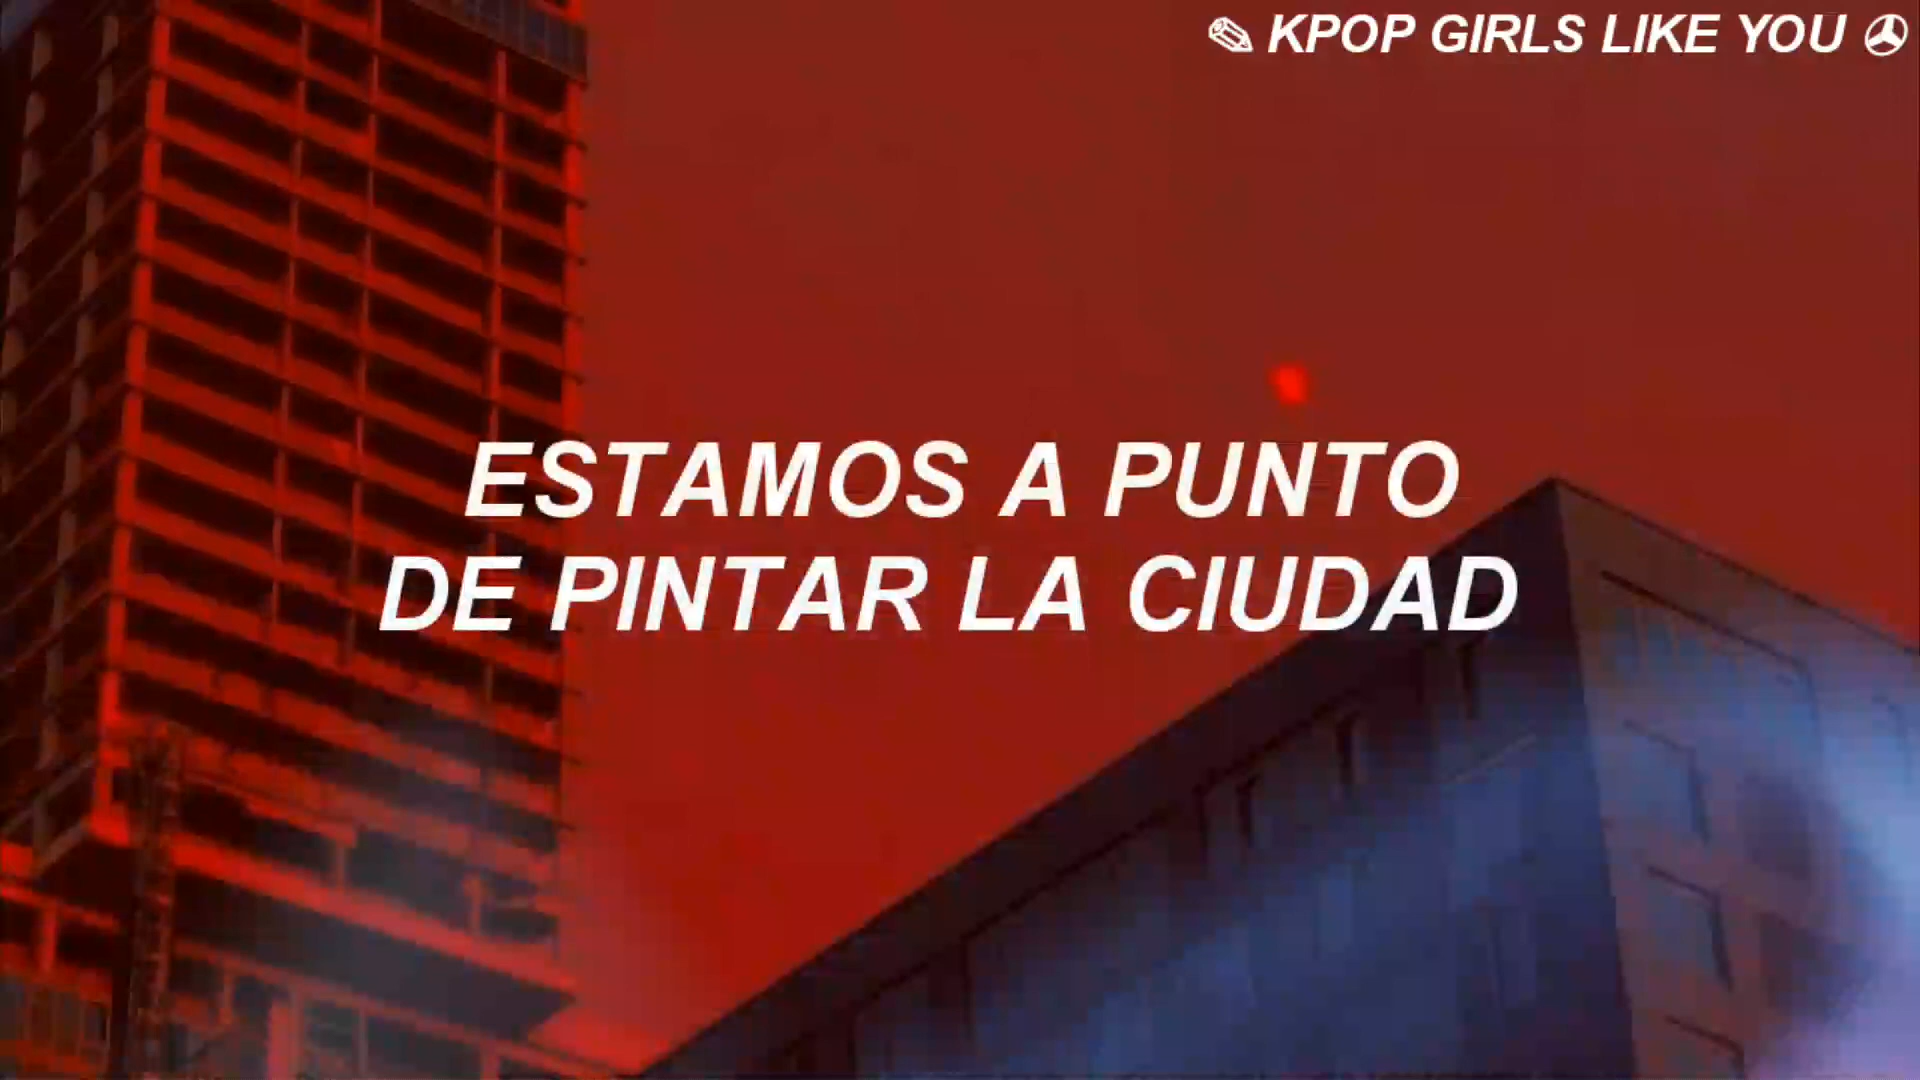 ✎ KPOP GIRLS LIKE YOU ✇
ESTAMOS A PUNTO
DE PINTAR LA CIUDAD